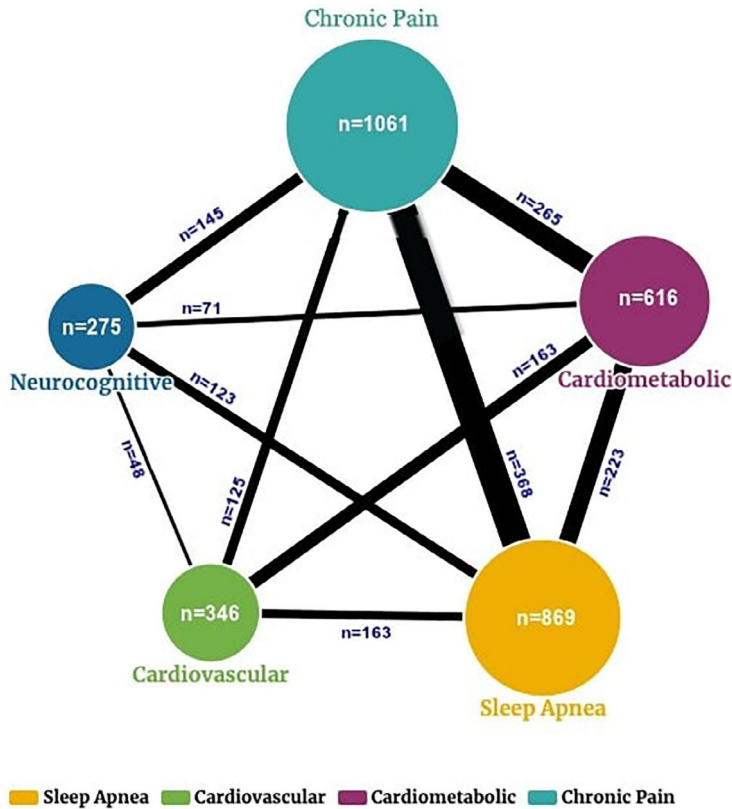 Chronic Pain
n=1061
n=145
n=265
n=616
n=71
n=275
Cardiometabolic
Neurocognitive
n=163
n=123
n=368
n=223
n=48
n=125
n=346
n=869
n=163
Cardiovascular
Sleep Apnea
Sleep Apnea Cardiovascular Cardiometabolic Chronic Pain